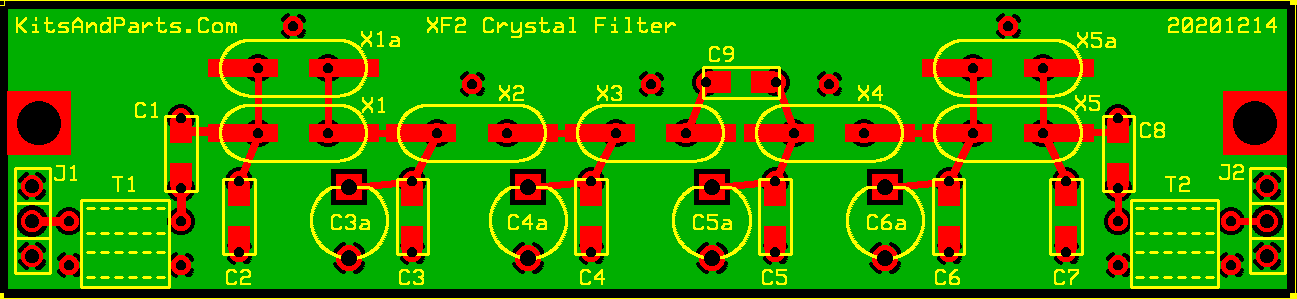 KitsAndParts.Com XF2 Crystal Filter 20201214
X1a X5a
C9
X1 X2 X3 X4 X5
C1 C8
J1 T1 T2 J2
C3a C4a C5a C6a
C2 C3 C4 C5 C6 C7